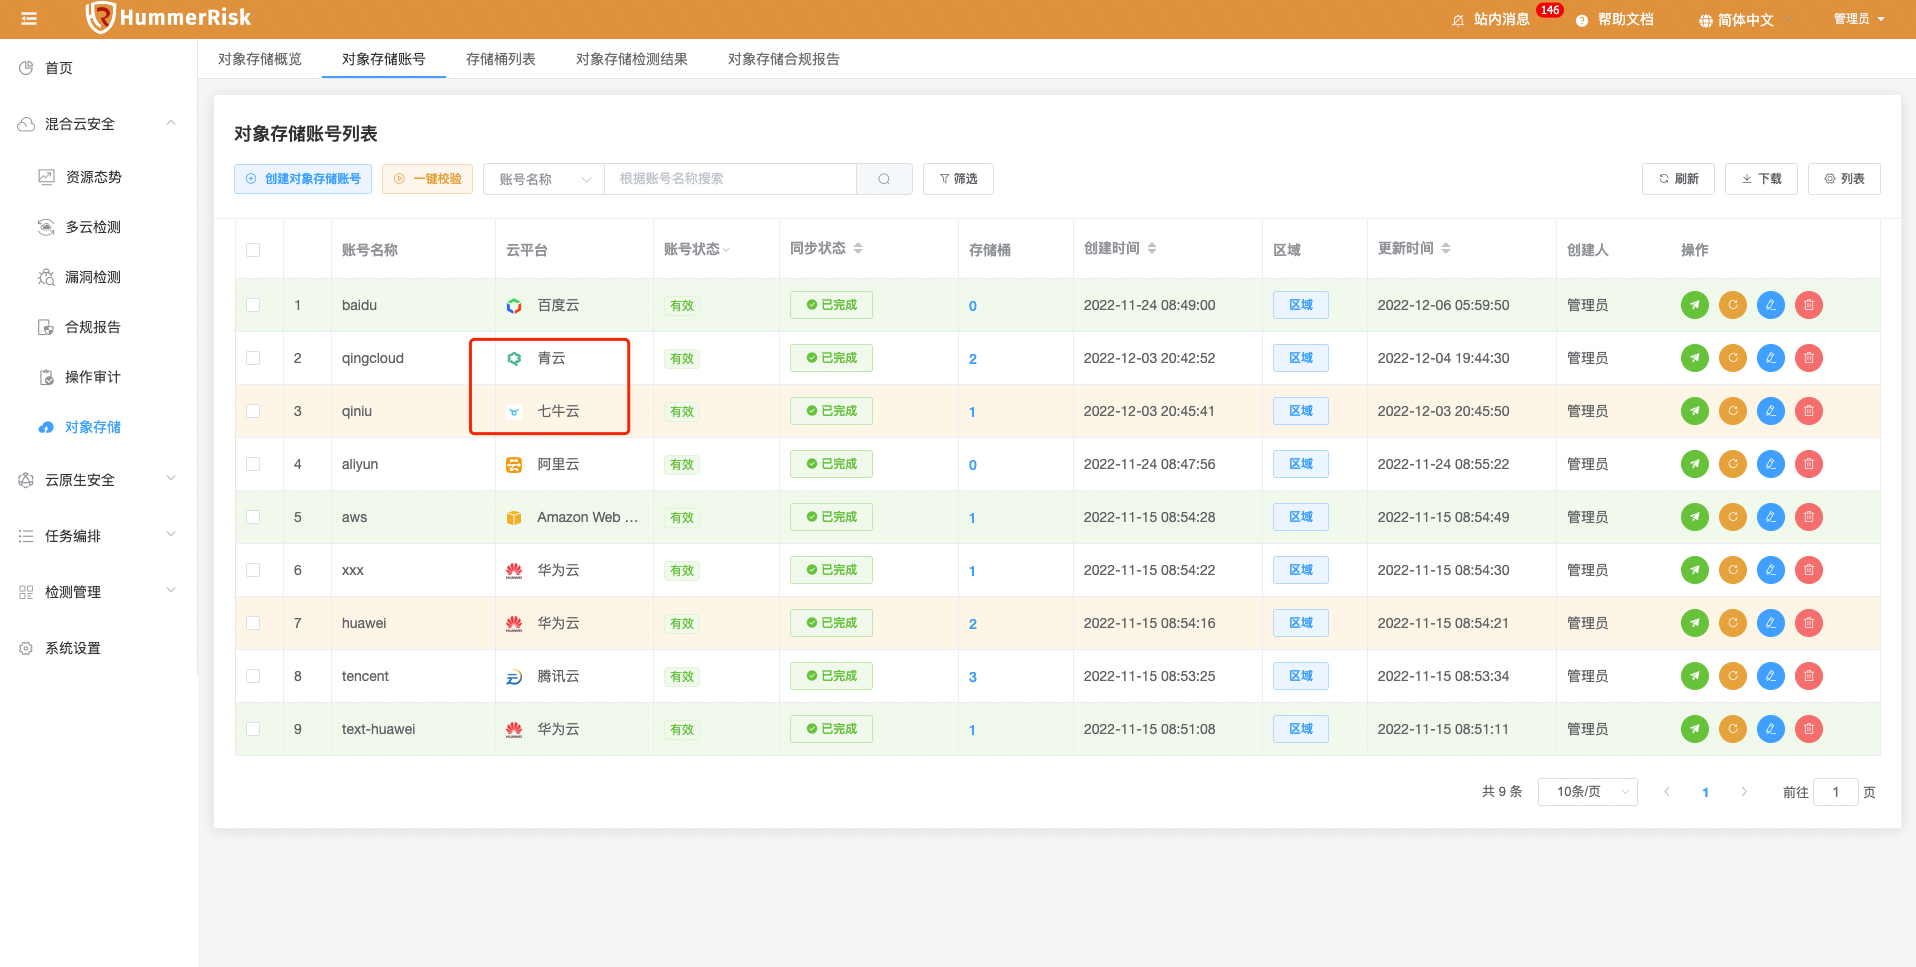 HummerRisk
站内消息 146 帮助文档 简体中文 管理员
首页
混合云安全
资源态势
多云检测
漏洞检测
合规报告
操作审计
对象存储
云原生安全
任务编排
检测管理
系统设置
对象存储概览 对象存储账号 存储桶列表 对象存储检测结果 对象存储合规报告
对象存储账号列表
创建对象存储账号 一键校验 账号名称 根据账号名称搜索 筛选 刷新 下载 列表
账号名称 云平台 账号状态 同步状态 存储桶 创建时间 区域 更新时间 创建人 操作
1 baidu 百度云 有效 已完成 0 2022-11-24 08:49:00 区域 2022-12-06 05:59:50 管理员
2 qingcloud 青云 有效 已完成 2 2022-12-03 20:42:52 区域 2022-12-04 19:44:30 管理员
3 qiniu 七牛云 有效 已完成 1 2022-12-03 20:45:41 区域 2022-12-03 20:45:50 管理员
4 aliyun 阿里云 有效 已完成 0 2022-11-24 08:47:56 区域 2022-11-24 08:55:22 管理员
5 aws Amazon Web ... 有效 已完成 1 2022-11-15 08:54:28 区域 2022-11-15 08:54:49 管理员
6 xxx 华为云 有效 已完成 1 2022-11-15 08:54:22 区域 2022-11-15 08:54:30 管理员
7 huawei 华为云 有效 已完成 2 2022-11-15 08:54:16 区域 2022-11-15 08:54:21 管理员
8 tencent 腾讯云 有效 已完成 3 2022-11-15 08:53:25 区域 2022-11-15 08:53:34 管理员
9 text-huawei 华为云 有效 已完成 1 2022-11-15 08:51:08 区域 2022-11-15 08:51:11 管理员
共 9 条 10条/页 1 前往 1 页